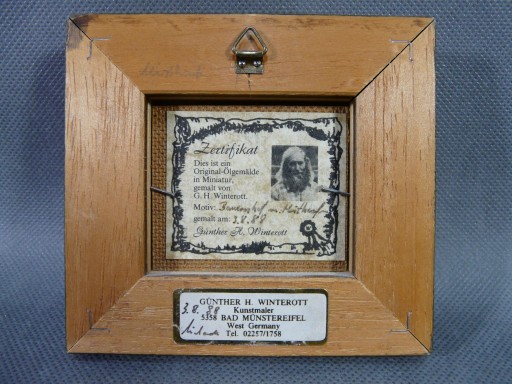 Zertifikat
Dies ist ein
Original-Ölgemälde
in Miniatur,
gemalt von
G. H. Winterott.
Motiv:
gemalt am: 3.8.88
Günther H. Winterott
GÜNTHER H. WINTEROTT
Kunstmaler
5358 BAD MÜNSTEREIFEL
West Germany
Tel. 02257/1758
3.8.88